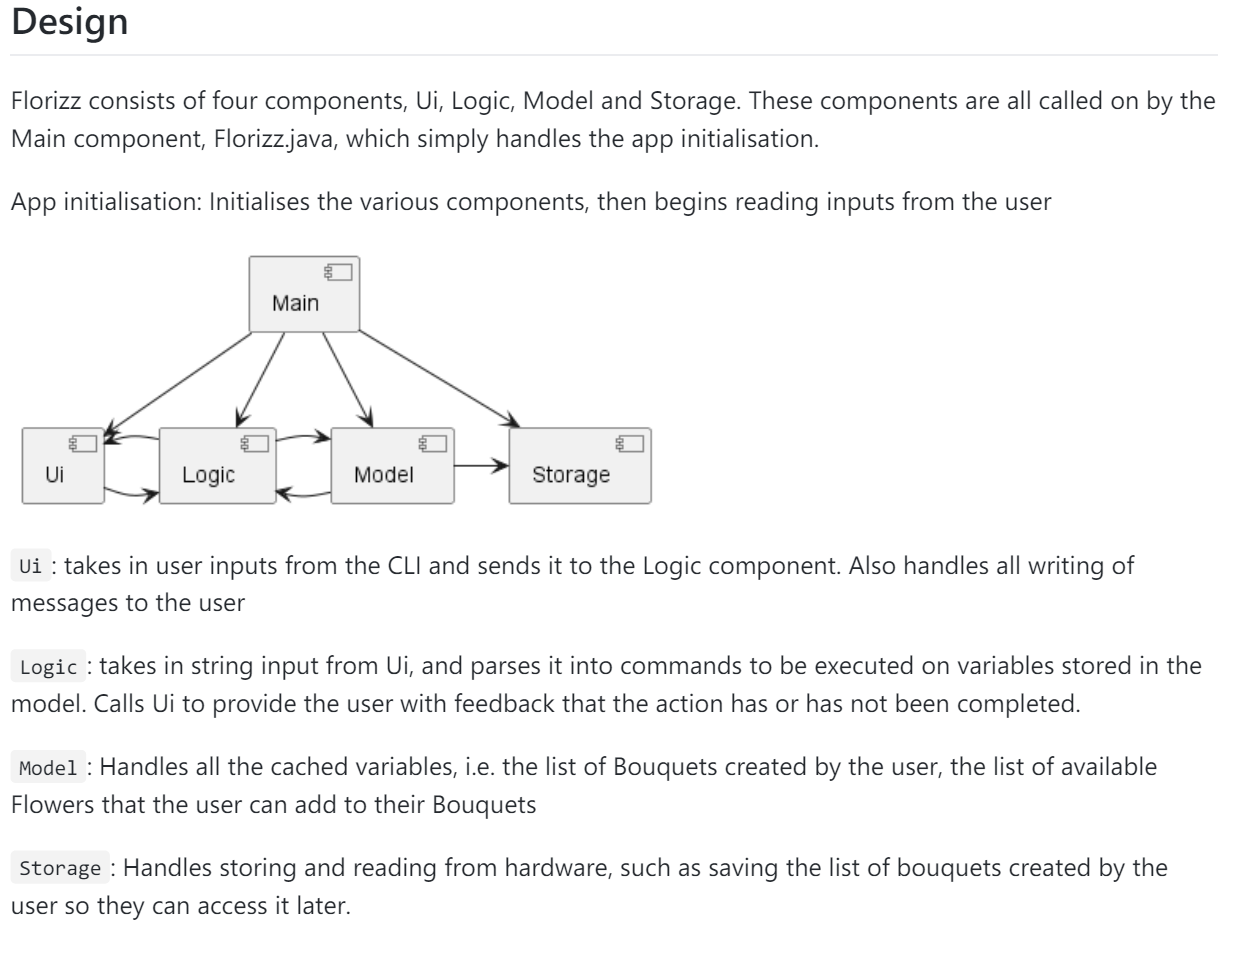 Design
Florizz consists of four components, Ui, Logic, Model and Storage. These components are all called on by the
Main component, Florizz.java, which simply handles the app initialisation.
App initialisation: Initialises the various components, then begins reading inputs from the user
Main
Ui
Logic
Model
Storage
Ui : takes in user inputs from the CLI and sends it to the Logic component. Also handles all writing of
messages to the user
Logic : takes in string input from Ui, and parses it into commands to be executed on variables stored in the
model. Calls Ui to provide the user with feedback that the action has or has not been completed.
Model : Handles all the cached variables, i.e. the list of Bouquets created by the user, the list of available
Flowers that the user can add to their Bouquets
Storage : Handles storing and reading from hardware, such as saving the list of bouquets created by the
user so they can access it later.